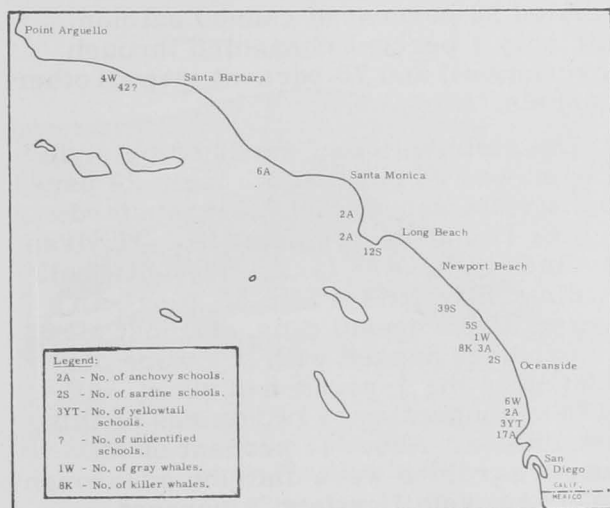 Point Arguello
4W
42?
Santa Barbara
6A
Santa Monica
2A
2A
Long Beach
12S
Newport Beach
39S
5S
1W
8K 3A
2S
Oceanside
6W
2A
3YT
17A
San
Diego
CALIF.
MEXICO
Legend:
2A - No. of anchovy schools.
2S - No. of sardine schools.
3YT - No. of yellowtail
schools.
? - No. of unidentified
schools.
1W - No. of gray whales.
8K - No. of killer whales.